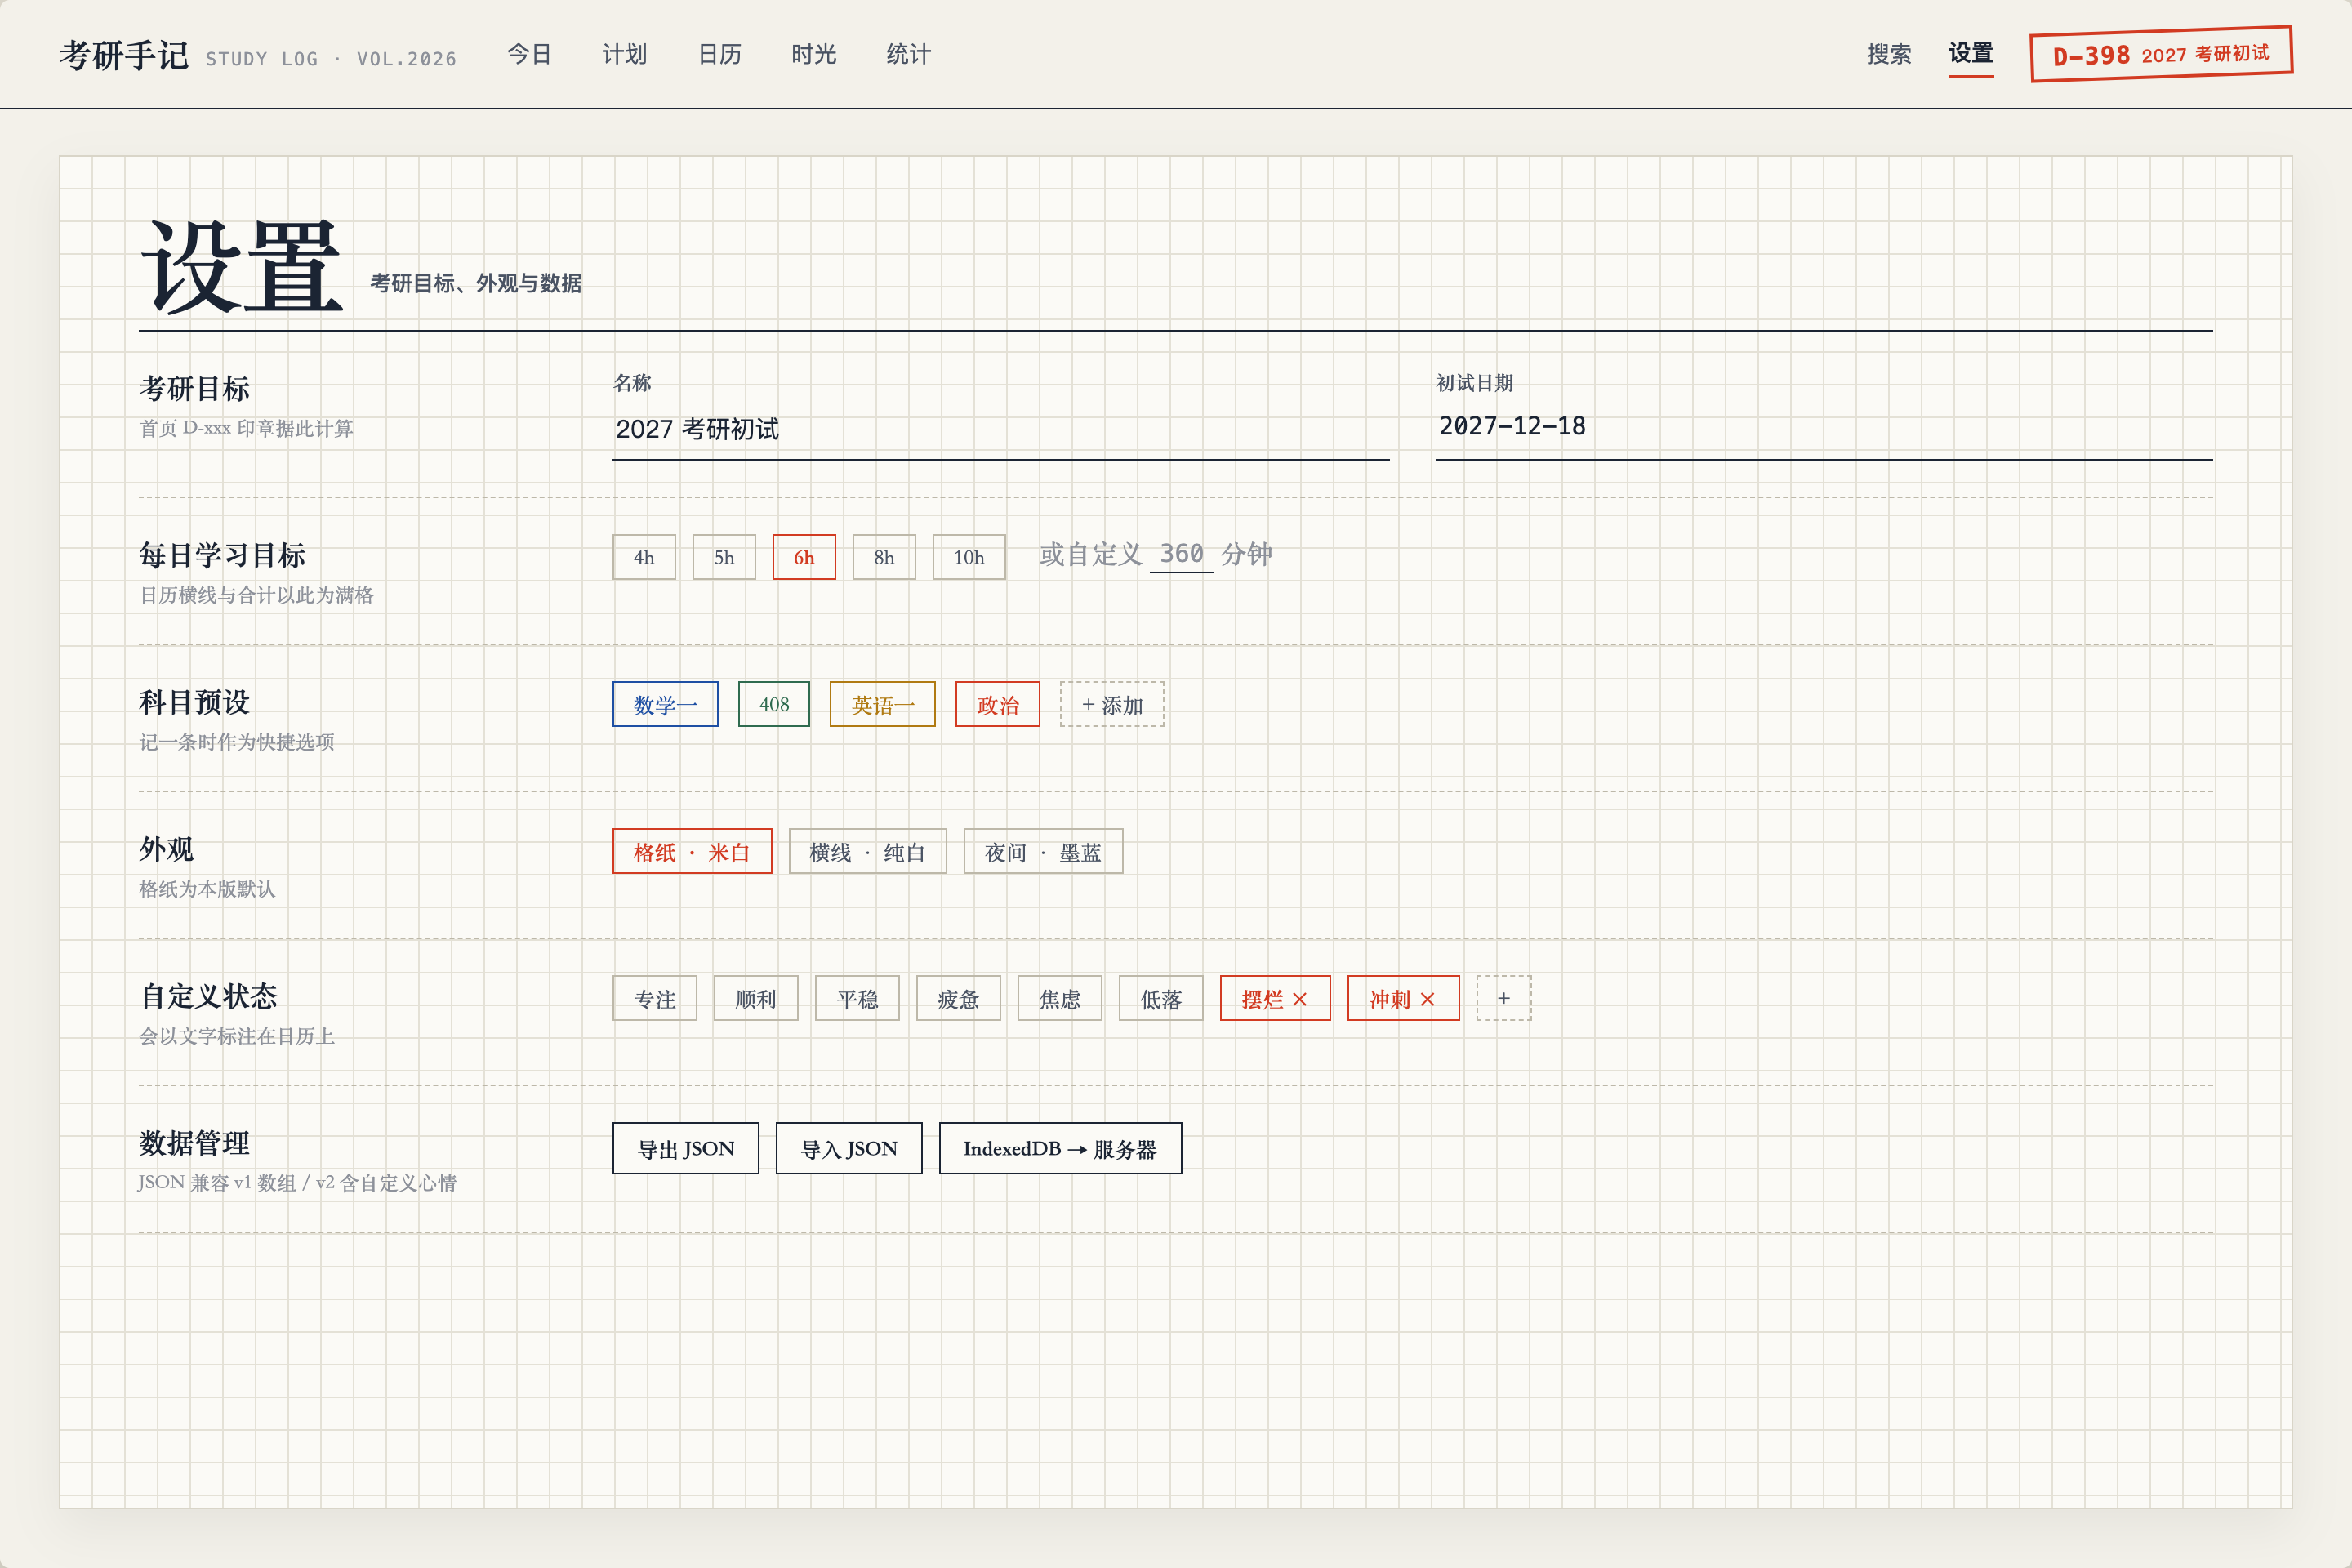 考研手记 STUDY LOG · VOL.2026 今日 计划 日历 时光 统计 搜索 设置 D-398 2027 考研初试
设置 考研目标、外观与数据
考研目标
首页 D-xxx 印章据此计算
名称
2027 考研初试
初试日期
2027-12-18
每日学习目标
日历横线与合计以此为满格
4h 5h 6h 8h 10h 或自定义 360 分钟
科目预设
记一条时作为快捷选项
数学一 408 英语一 政治 + 添加
外观
格纸为本版默认
格纸 · 米白 横线 · 纯白 夜间 · 墨蓝
自定义状态
会以文字标注在日历上
专注 顺利 平稳 疲惫 焦虑 低落 摆烂 × 冲刺 × +
数据管理
JSON 兼容 v1 数组 / v2 含自定义心情
导出 JSON 导入 JSON IndexedDB → 服务器